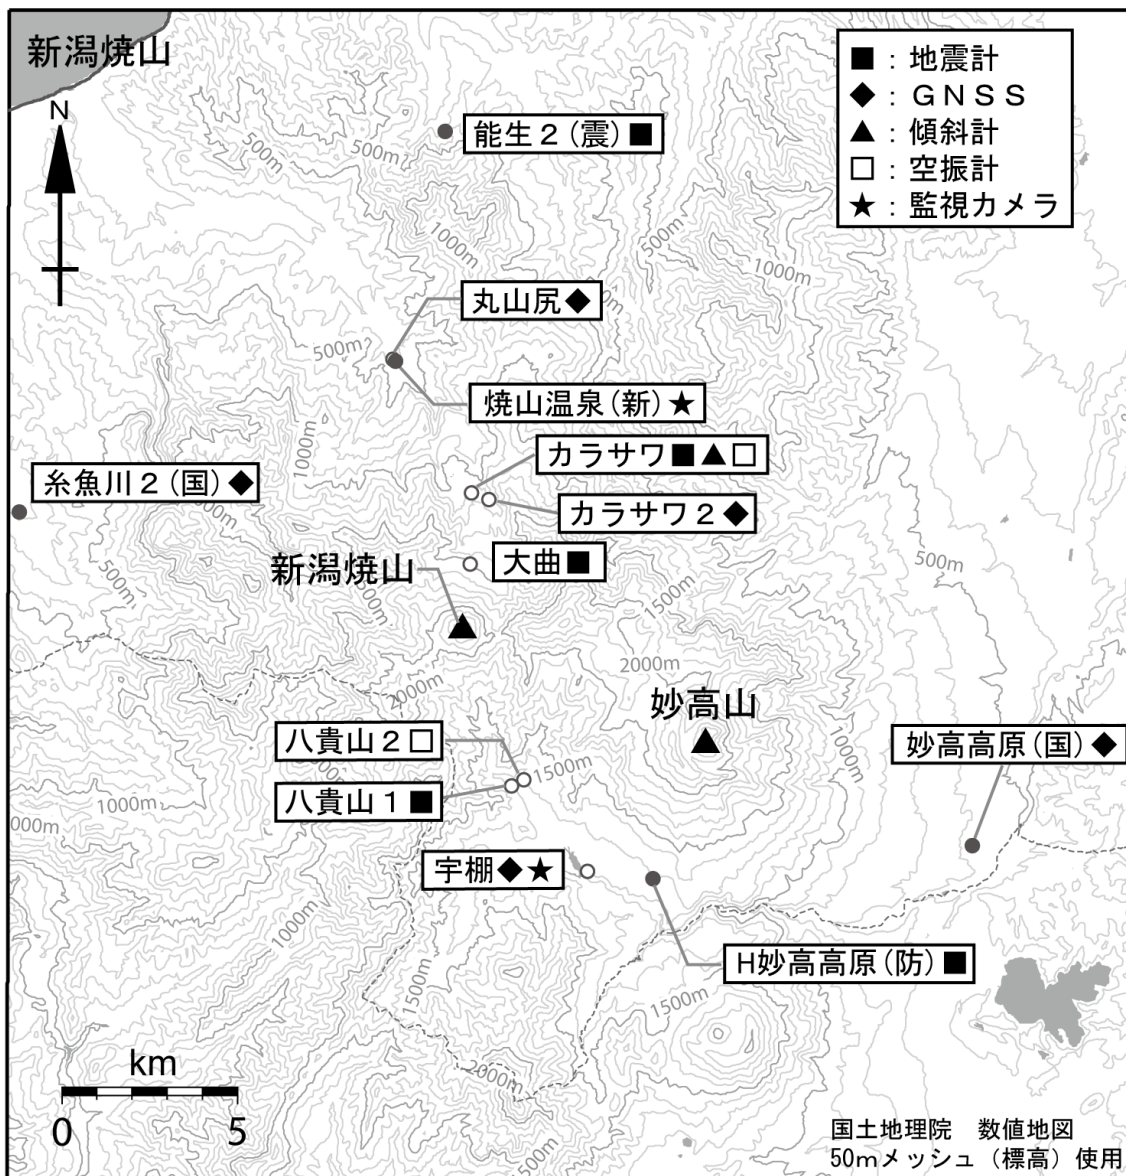 新潟焼山
N
■：地震計
◆：ＧＮＳＳ
▲：傾斜計
□：空振計
★：監視カメラ
500m
500m
能生２(震)■
1000m
500m
1000m
丸山尻◆
500m
焼山温泉(新)★
1000m
カラサワ■▲□
糸魚川２(国)◆
カラサワ２◆
500m
大曲■
新潟焼山
500m
1500m
2000m
2000m
妙高山
八貴山２□
1500m
1000m
妙高高原(国)◆
八貴山１■
1000m
000m
宇棚◆★
1000m
H妙高高原(防)■
1500m
1500m
2000m
km
0 5
国土地理院　数値地図
50mメッシュ（標高）使用